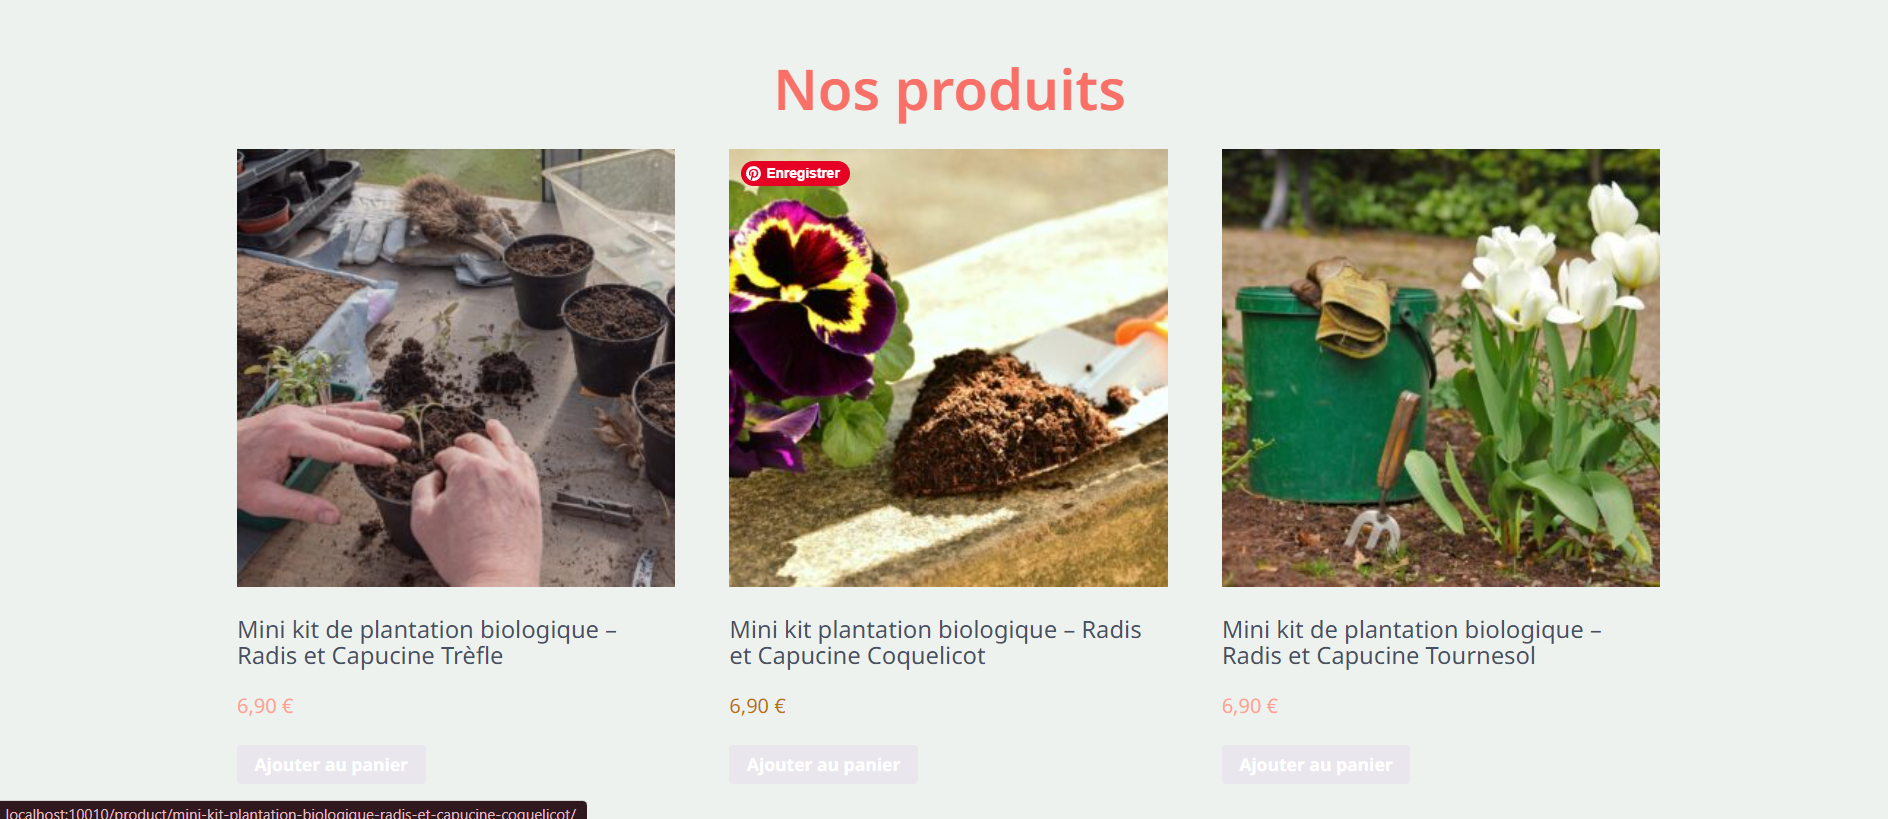 Nos produits
Enregistrer
Mini kit de plantation biologique –
Radis et Capucine Trèfle
6,90 €
Ajouter au panier
Mini kit plantation biologique – Radis
et Capucine Coquelicot
6,90 €
Ajouter au panier
Mini kit de plantation biologique –
Radis et Capucine Tournesol
6,90 €
Ajouter au panier
localhost:10010/product/mini-kit-plantation-biologique-radis-et-capucine-coquelicot/